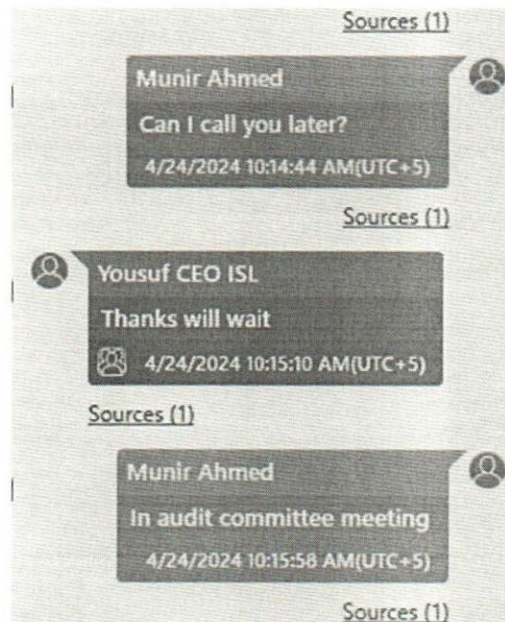 Sources (1)
Munir Ahmed
Can I call you later?
4/24/2024 10:14:44 AM(UTC+5)
Sources (1)
Yousuf CEO ISL
Thanks will wait
4/24/2024 10:15:10 AM(UTC+5)
Sources (1)
Munir Ahmed
In audit committee meeting
4/24/2024 10:15:58 AM(UTC+5)
Sources (1)